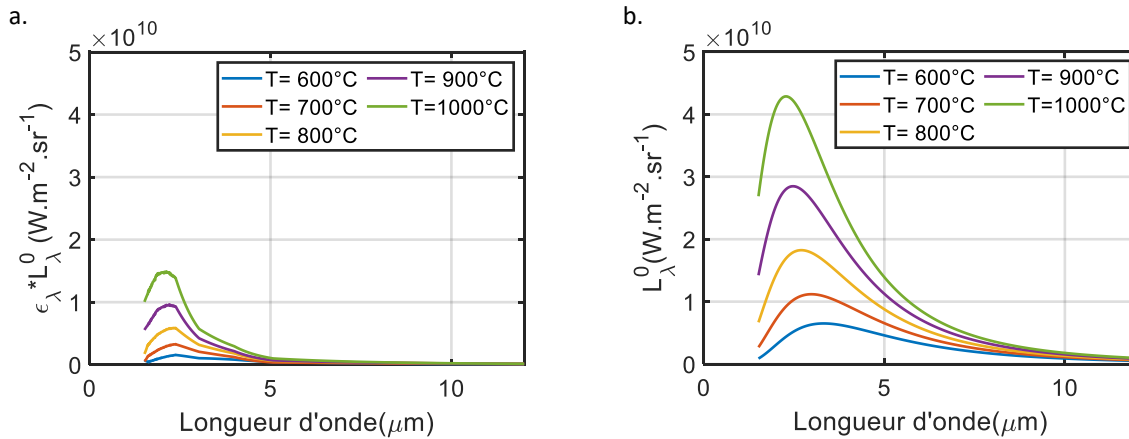 a.
×10^10
5
4
3
2
1
0
0
5
10
ϵ_λ*L_λ^0 (W.m^-2.sr^-1)
Longueur d'onde(μm)
T= 600°C
T= 700°C
T= 800°C
T= 900°C
T=1000°C
b.
×10^10
5
4
3
2
1
0
0
5
10
L_λ^0(W.m^-2.sr^-1)
Longueur d'onde(μm)
T= 600°C
T= 700°C
T= 800°C
T= 900°C
T=1000°C